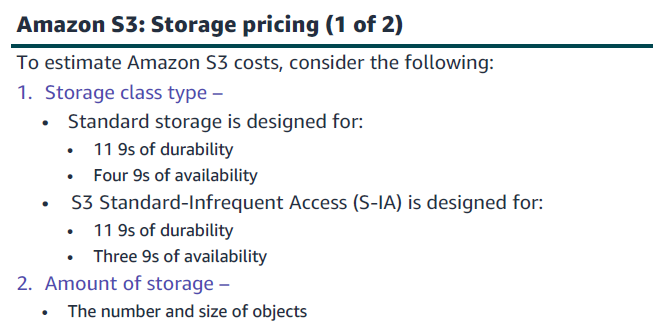 Amazon S3: Storage pricing (1 of 2)
To estimate Amazon S3 costs, consider the following:
1. Storage class type –
• Standard storage is designed for:
• 11 9s of durability
• Four 9s of availability
• S3 Standard-Infrequent Access (S-IA) is designed for:
• 11 9s of durability
• Three 9s of availability
2. Amount of storage –
• The number and size of objects